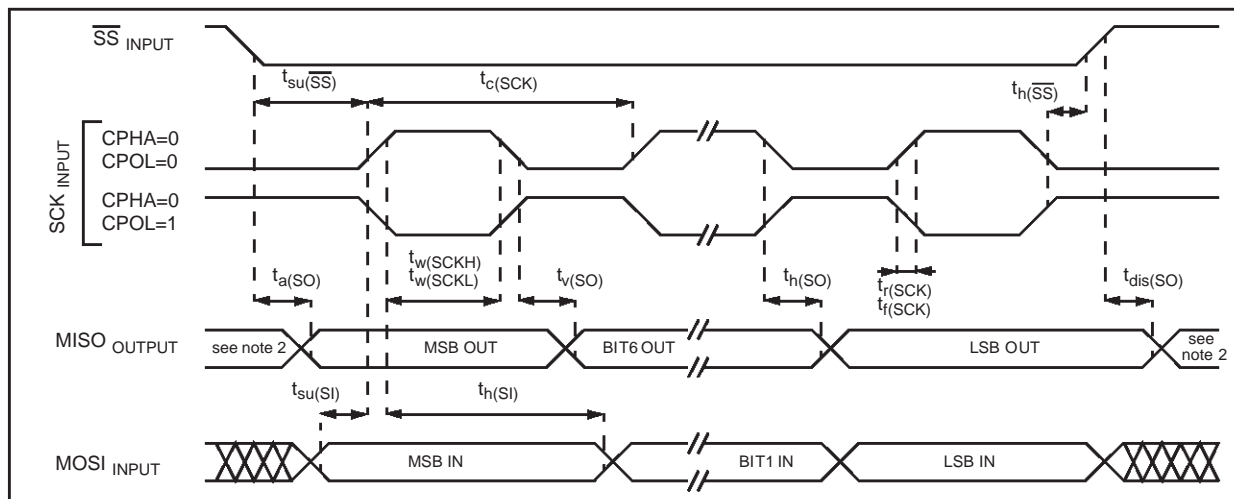 SS INPUT
tsu(SS)
tc(SCK)
th(SS)
SCK INPUT
CPHA=0
CPOL=0
CPHA=0
CPOL=1
ta(SO)
tw(SCKH)
tw(SCKL)
tv(SO)
th(SO)
tr(SCK)
tf(SCK)
tdis(SO)
MISO OUTPUT
see note 2
MSB OUT
BIT6 OUT
LSB OUT
see
note 2
tsu(SI)
th(SI)
MOSI INPUT
MSB IN
BIT1 IN
LSB IN